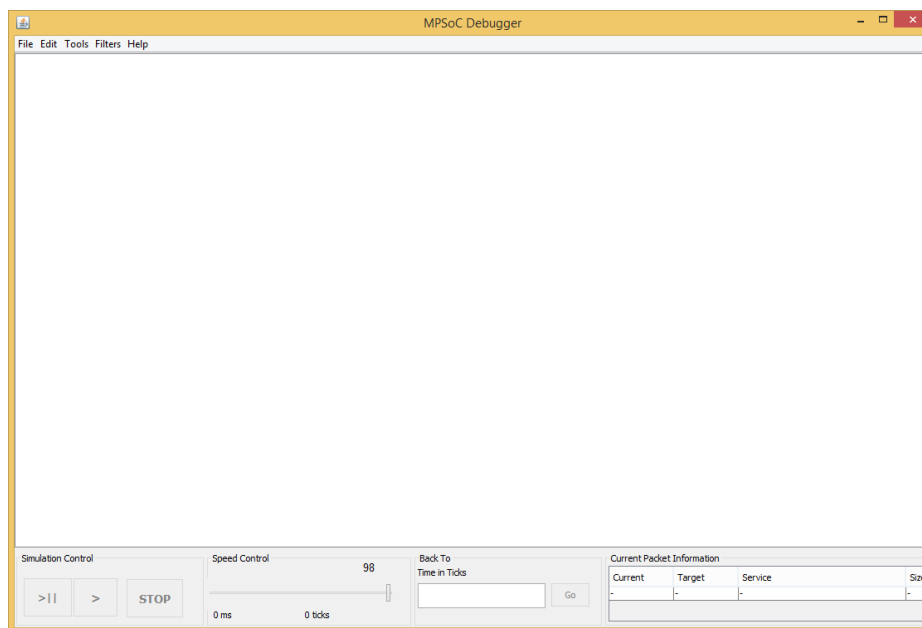 MPSoC Debugger
File Edit Tools Filters Help
Simulation Control
>||
>
STOP
Speed Control
98
0 ms 0 ticks
Back To
Time in Ticks
Go
Current Packet Information
Current Target Service Size
- - - -